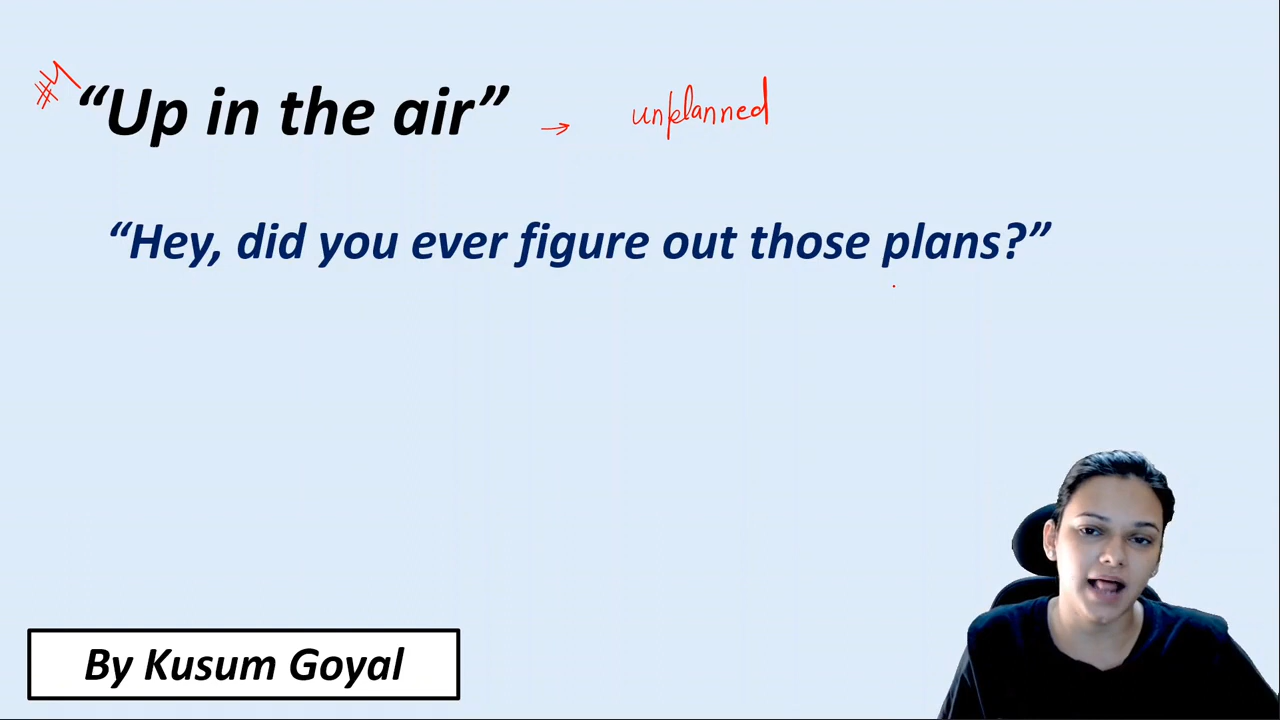 #1 “Up in the air” → unplanned
“Hey, did you ever figure out those plans?”
By Kusum Goyal